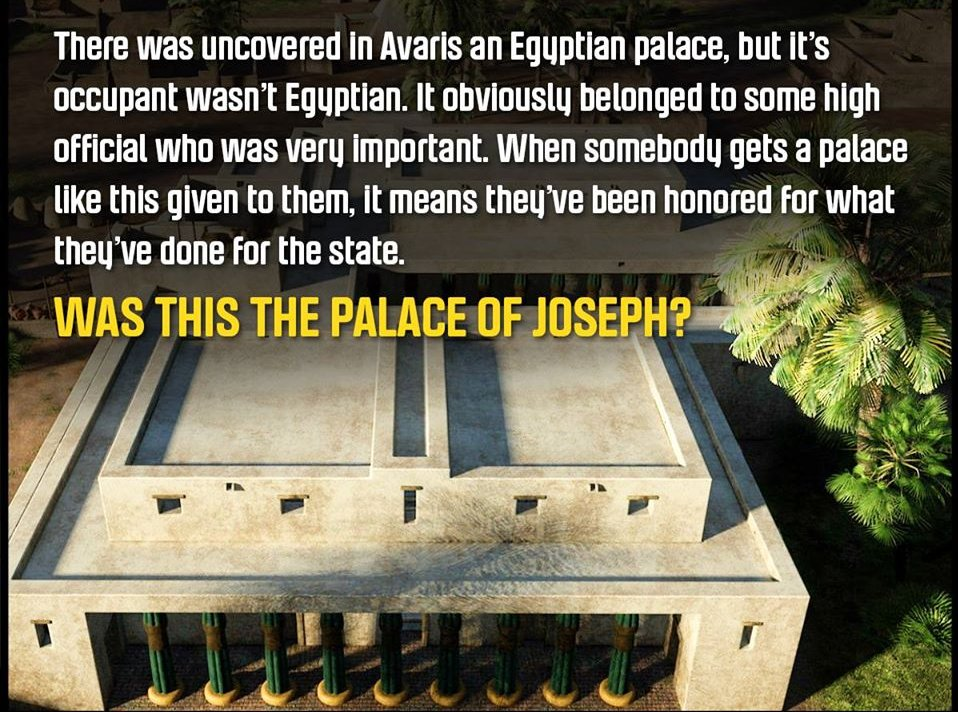 There was uncovered in Avaris an Egyptian palace, but it's
occupant wasn't Egyptian. It obviously belonged to some high
official who was very important. When somebody gets a palace
like this given to them, it means they've been honored for what
they've done for the state.
WAS THIS THE PALACE OF JOSEPH?